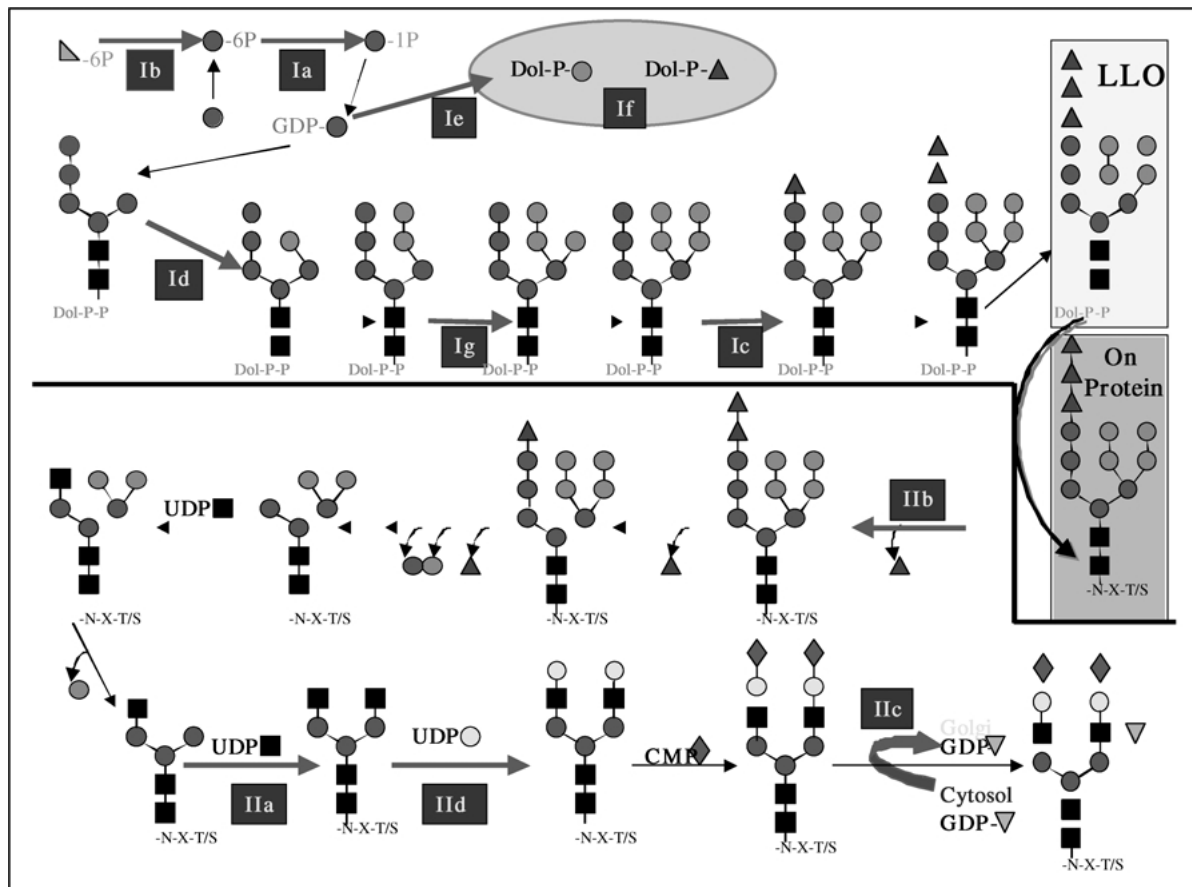 -6P
Ib
-6P
Ia
-1P
GDP-
Ie
Dol-P-
Dol-P-
If
LLO
Id
Dol-P-P
Ig
Ic
Dol-P-P
Dol-P-P
Dol-P-P
Dol-P-P
Dol-P-P
Dol-P-P
Dol-P-P
On
Protein
UDP
IIb
-N-X-T/S
-N-X-T/S
-N-X-T/S
-N-X-T/S
-N-X-T/S
UDP
IIa
UDP
IId
CMP
IIc
Golgi
GDP-
Cytosol
GDP-
-N-X-T/S
-N-X-T/S
-N-X-T/S
-N-X-T/S
-N-X-T/S